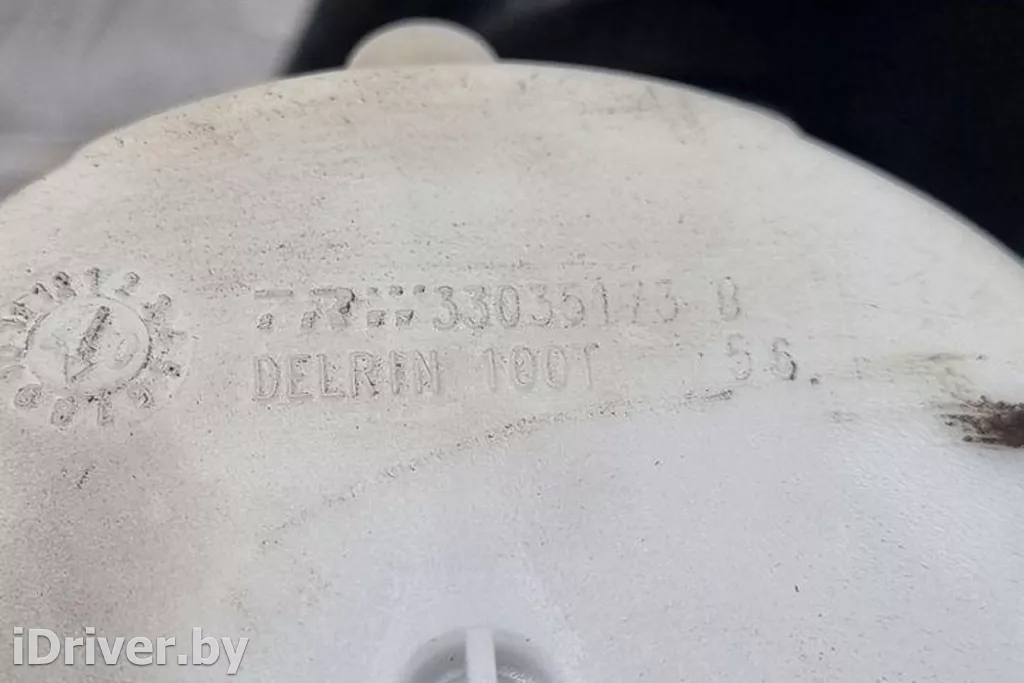 TRW 33035173 B
DELRIN 100T 56
iDriver.by